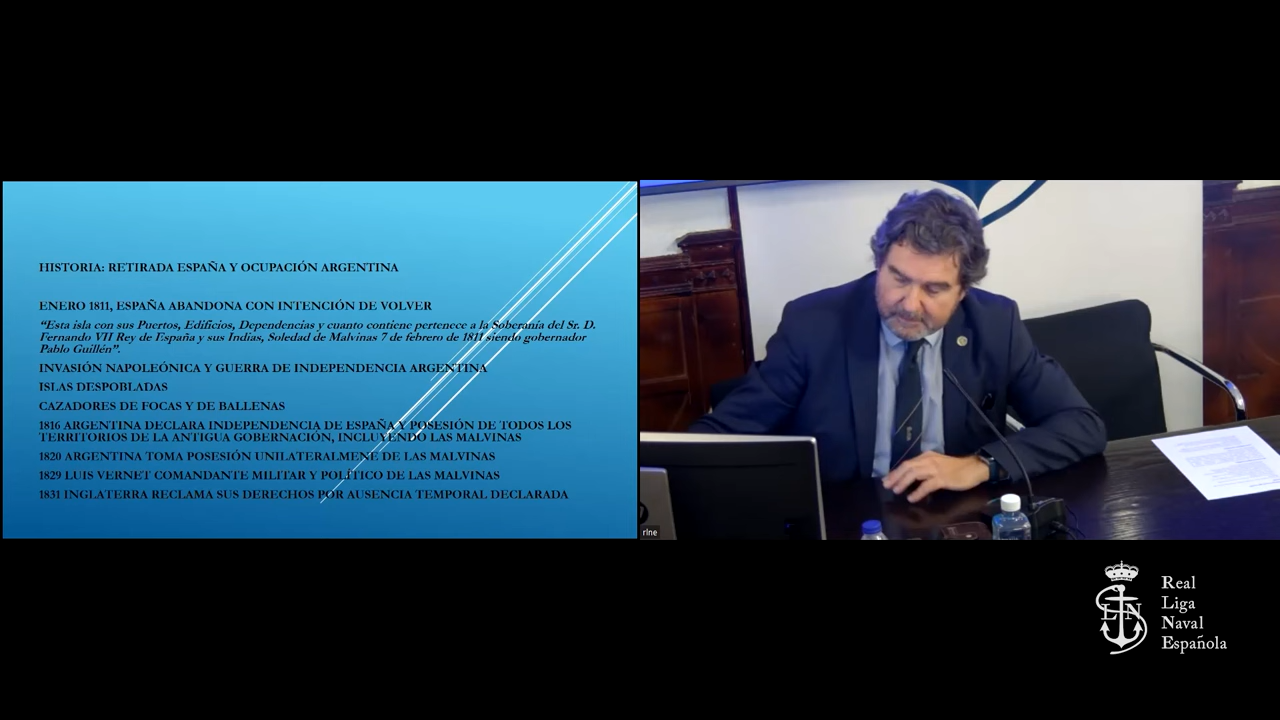 HISTORIA: RETIRADA ESPAÑA Y OCUPACIÓN ARGENTINA
ENERO 1811, ESPAÑA ABANDONA CON INTENCIÓN DE VOLVER
“Esta isla con sus Puertos, Edificios, Dependencias y cuanto contiene pertenece a la Soberanía del Sr. D.
Fernando VII Rey de España y sus Indias, Soledad de Malvinas 7 de febrero de 1811 siendo gobernador
Pablo Guillén”.
INVASIÓN NAPOLEÓNICA Y GUERRA DE INDEPENDENCIA ARGENTINA
ISLAS DESPOBLADAS
CAZADORES DE FOCAS Y DE BALLENAS
1816 ARGENTINA DECLARA INDEPENDENCIA DE ESPAÑA Y POSESIÓN DE TODOS LOS
TERRITORIOS DE LA ANTIGUA GOBERNACIÓN, INCLUYENDO LAS MALVINAS
1820 ARGENTINA TOMA POSESIÓN UNILATERALMENE DE LAS MALVINAS
1829 LUIS VERNET COMANDANTE MILITAR Y POLÍTICO DE LAS MALVINAS
1831 INGLATERRA RECLAMA SUS DERECHOS POR AUSENCIA TEMPORAL DECLARADA
rlne
LN
Real
Liga
Naval
Española